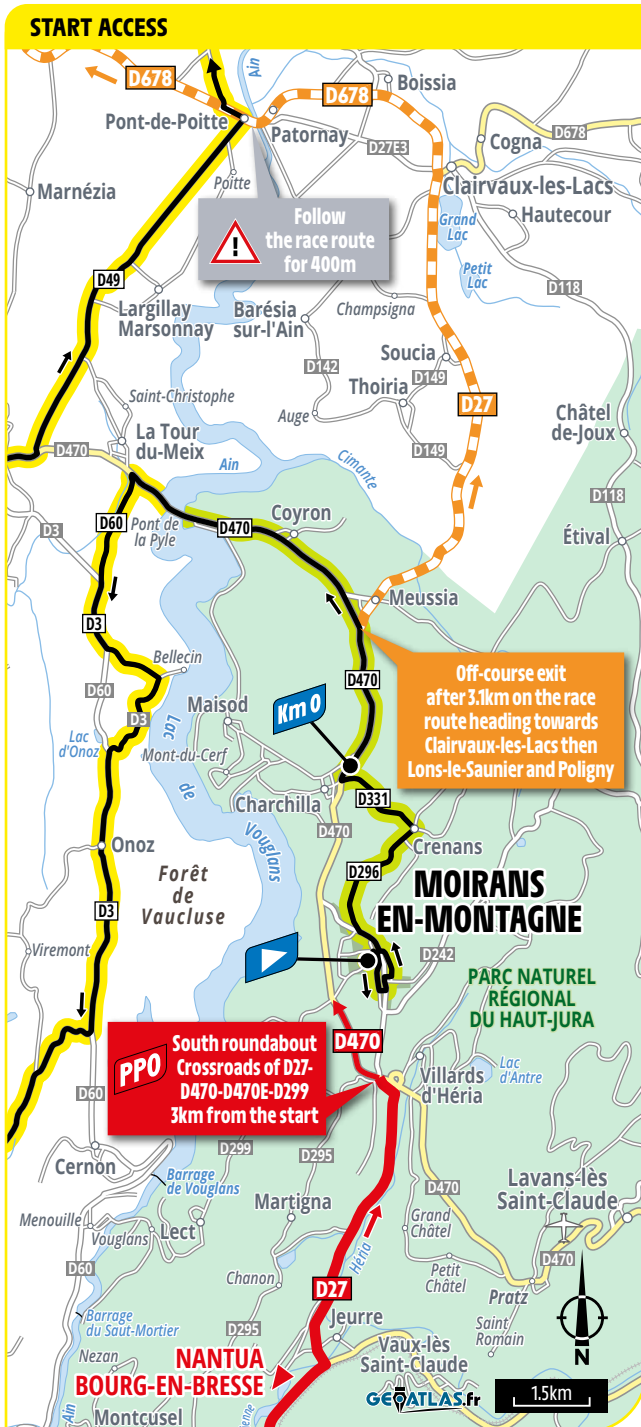 START ACCESS
D678
Ain
Boissia
D678
Pont-de-Poitte
Patornay
Cogna
D678
D27E3
Marnézia
Poitte
Clairvaux-les-Lacs
Hautecour
!
Follow
the race route
for 400m
Grand
Lac
Petit
Lac
D49
D118
Largillay
Marsonnay
Barésia
sur-l'Ain
Champsigna
Soucia
D142
D149
Saint-Christophe
Thoiria
D27
Auge
Châtel
de-Joux
La Tour
du-Meix
D470
D149
Ain
Cimante
D118
D60
Pont de
la Pyle
D470
Coyron
D3
Étival
Meussia
D3
Bellecin
D60
D470
Off-course exit
after 3.1km on the race
route heading towards
Clairvaux-les-Lacs then
Lons-le-Saunier and Poligny
Maisod
Km 0
D3
Lac
d'Onoz
Mont-du-Cerf
Lac
de
Vouglans
Charchilla
D331
D470
Crenans
Onoz
D296
Forêt
de
Vaucluse
MOIRANS
EN-MONTAGNE
D3
Viremont
D242
PARC NATUREL
RÉGIONAL
DU HAUT-JURA
PPO
South roundabout
Crossroads of D27-
D470-D470E-D299
3km from the start
D470
Villards
d'Héria
Lac
d'Antre
D60
D299
D295
Cernon
Barrage
de Vouglans
D470
Lavans-lès
Saint-Claude
Martigna
Menouille
Vouglans
Lect
Grand
Châtel
Héria
D470
Petit
Châtel
D60
Chanon
D27
Pratz
Barrage
du Saut-Mortier
Saint
Romain
D295
Jeurre
N
Nezan
NANTUA
BOURG-EN-BRESSE
Vaux-lès
Saint-Claude
GEOATLAS.fr
1.5km
Ain
Montcusel